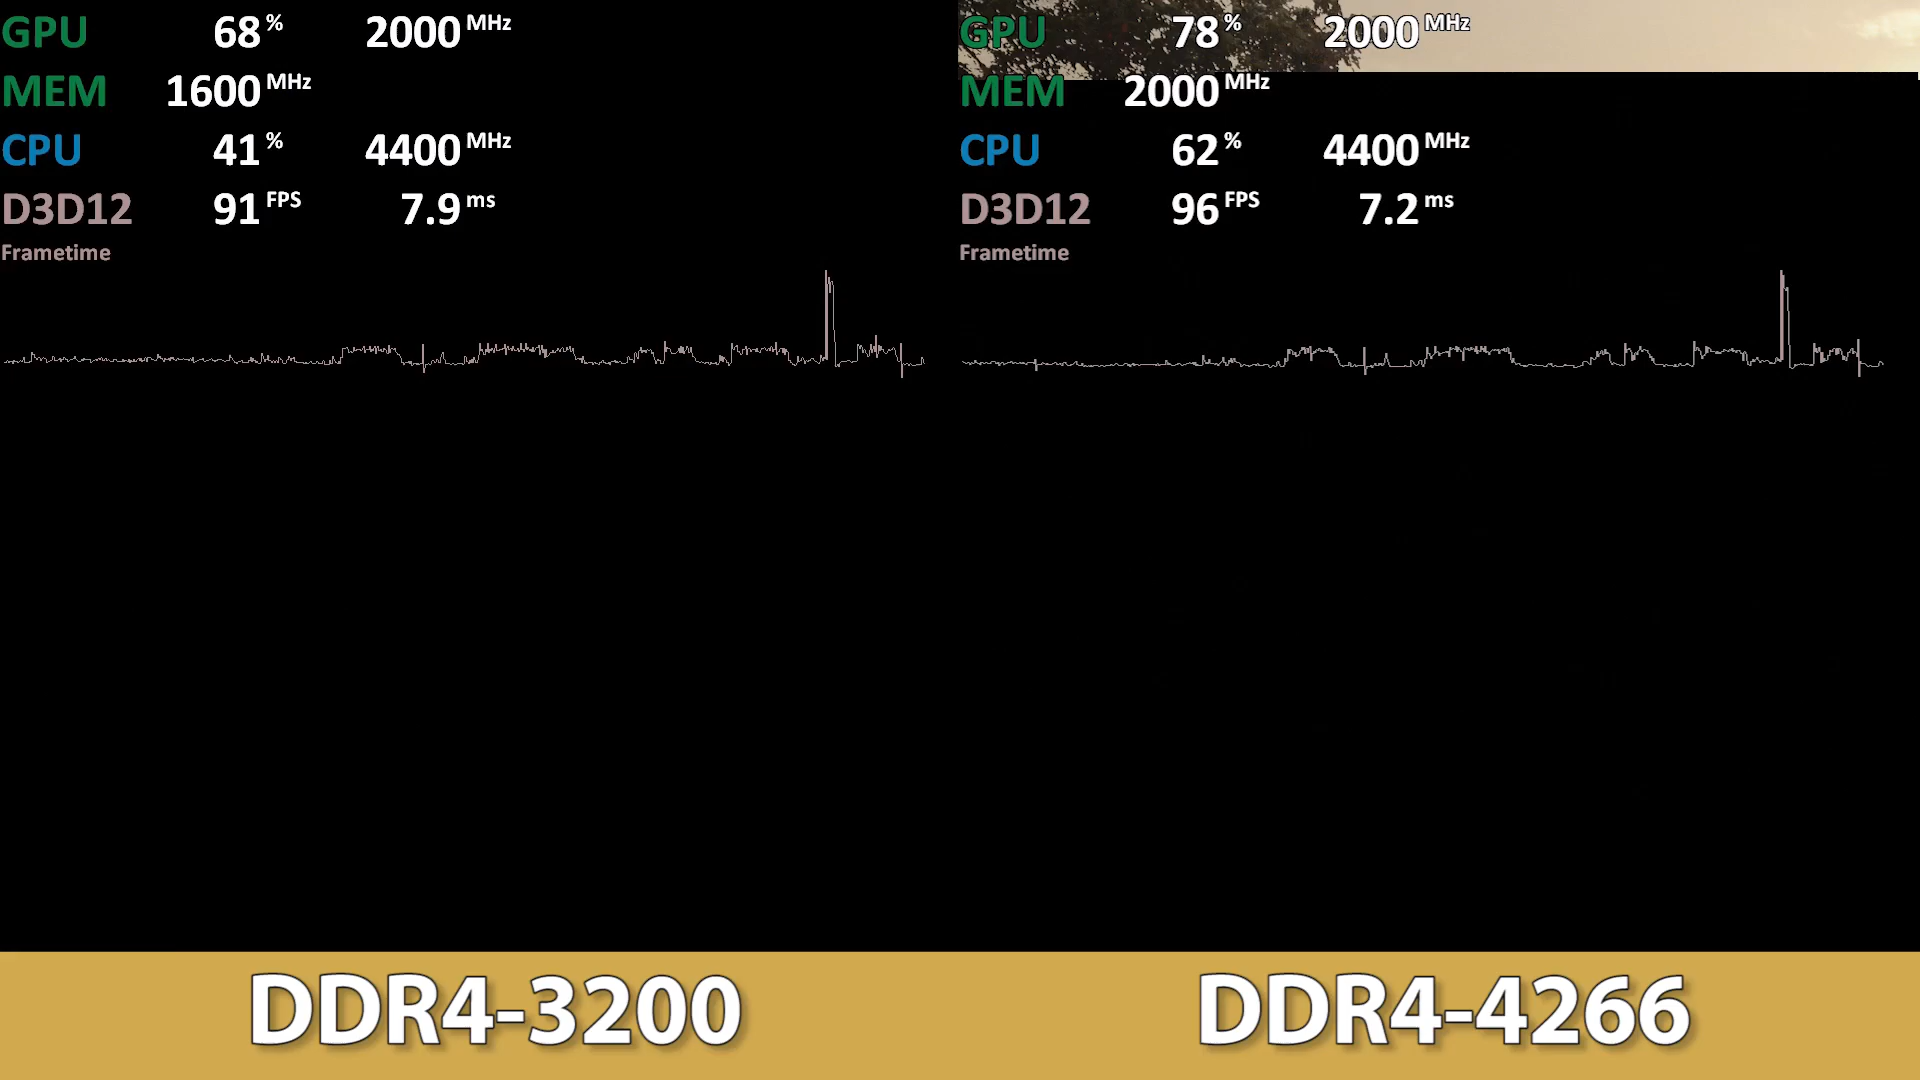 GPU 68 % 2000 MHz
MEM 1600 MHz
CPU 41 % 4400 MHz
D3D12 91 FPS 7.9 ms
Frametime
DDR4-3200
GPU 78 % 2000 MHz
MEM 2000 MHz
CPU 62 % 4400 MHz
D3D12 96 FPS 7.2 ms
Frametime
DDR4-4266